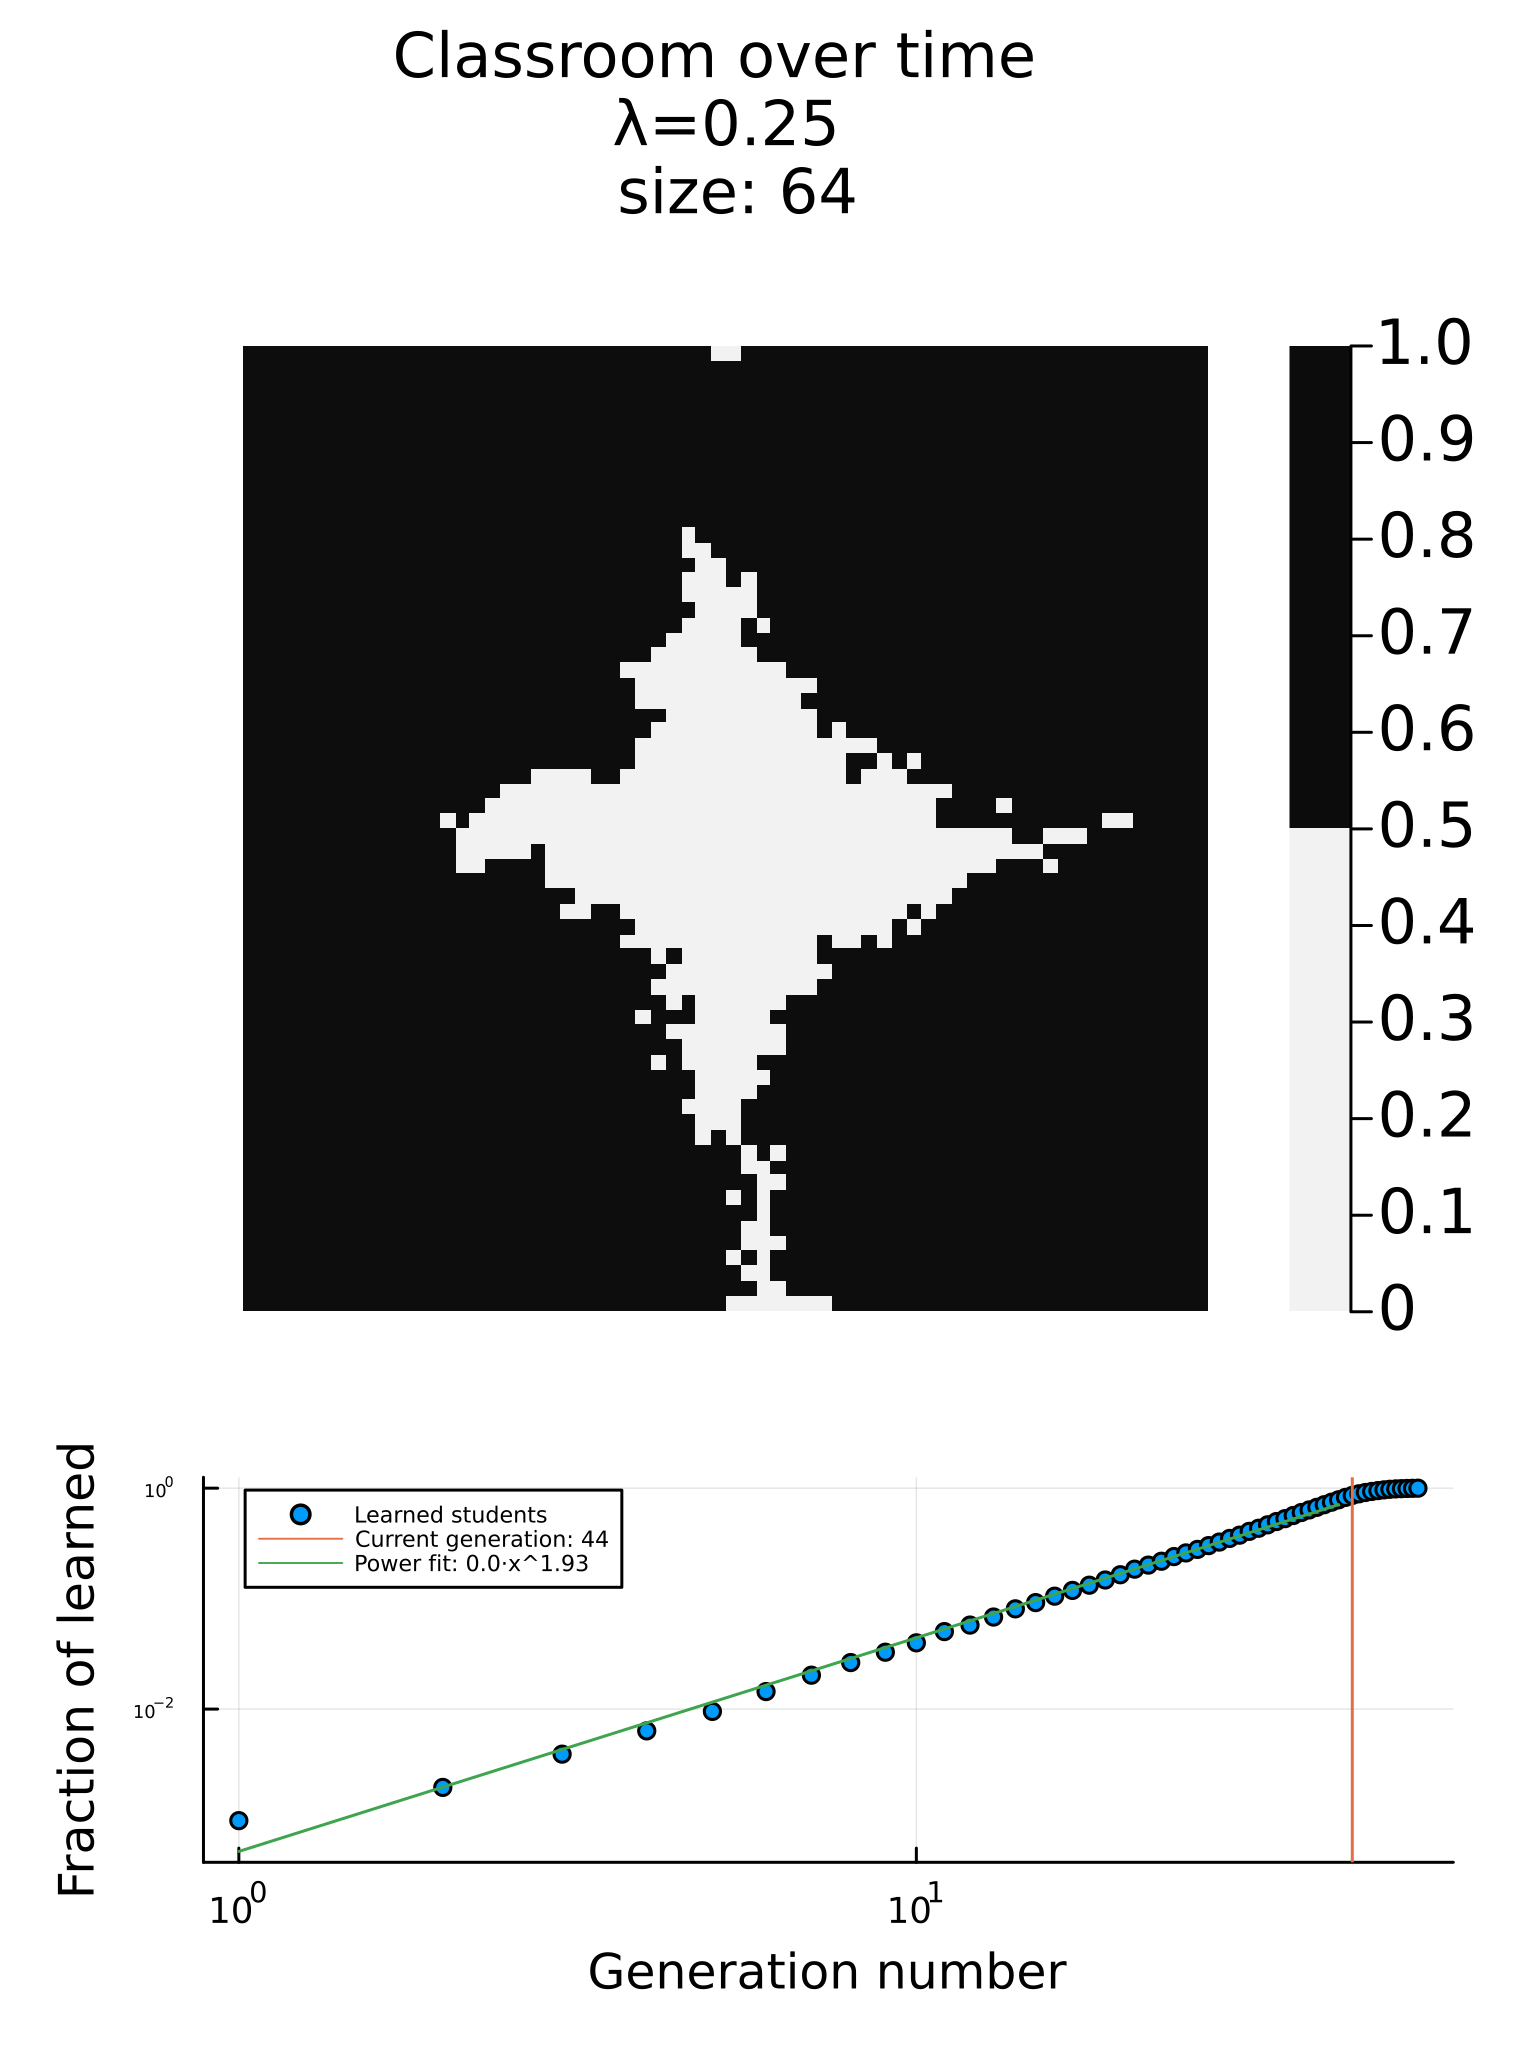 Classroom over time
λ=0.25
size: 64
1.0
0.9
0.8
0.7
0.6
0.5
0.4
0.3
0.2
0.1
0
Fraction of learned
10⁰
10⁻²
Learned students
Current generation: 44
Power fit: 0.0·x^1.93
10⁰
10¹
Generation number